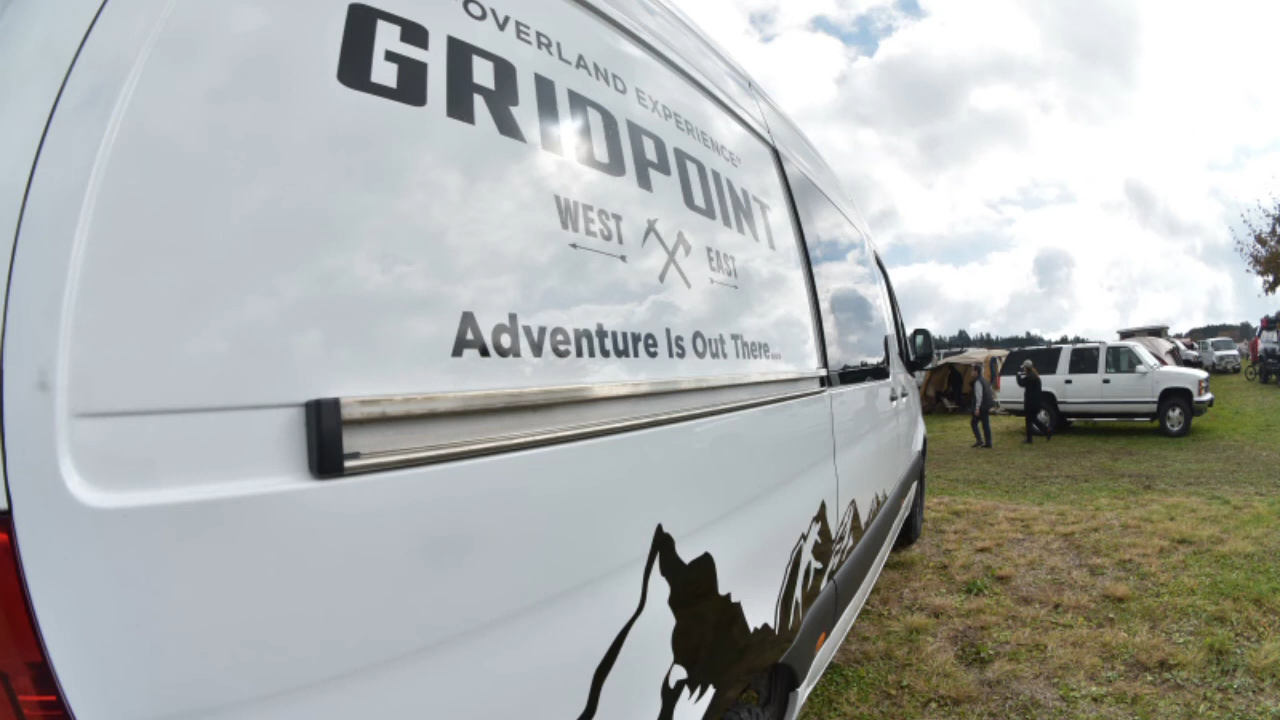 OVERLAND EXPERIENCE
GRIDPOINT
WEST
EAST
Adventure Is Out There...